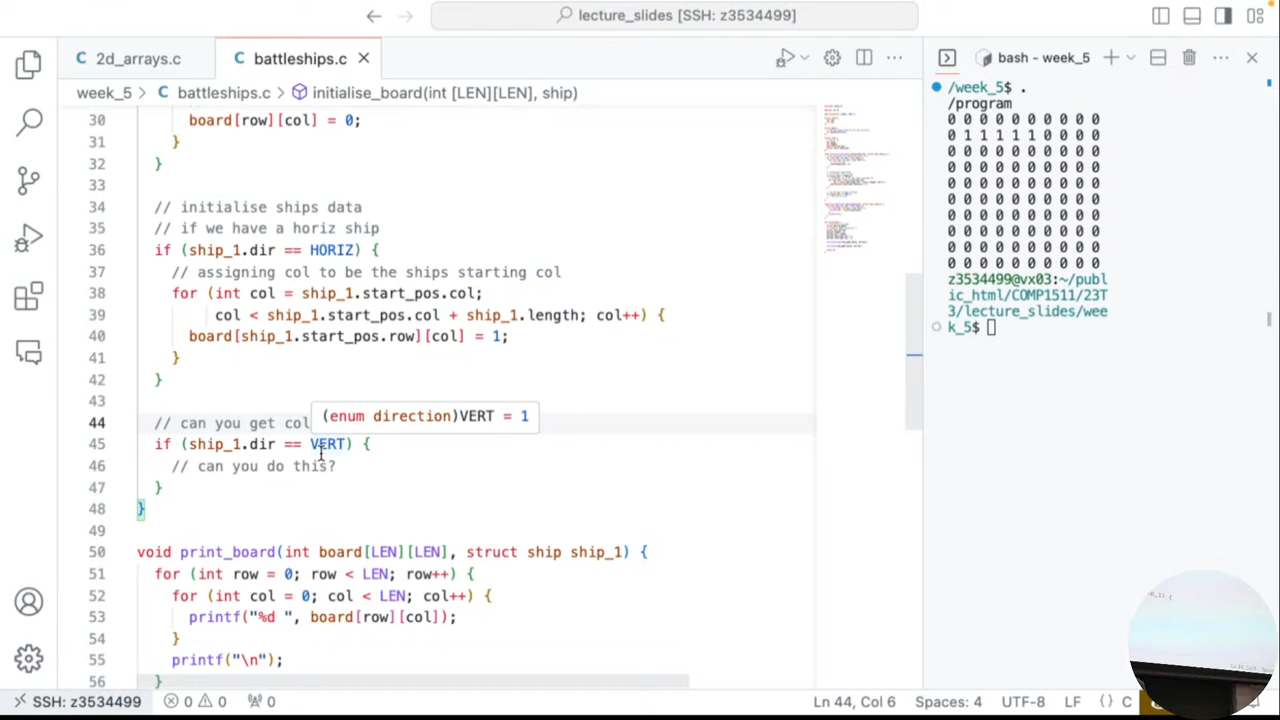 lecture_slides [SSH: z3534499]
C 2d_arrays.c
C battleships.c
bash - week_5
week_5 > C battleships.c > initialise_board(int [LEN][LEN], ship)
30 board[row][col] = 0;
31 }
32 }
33
34 // initialise ships data
35 // if we have a horiz ship
36 if (ship_1.dir == HORIZ) {
37 // assigning col to be the ships starting col
38 for (int col = ship_1.start_pos.col;
39 col < ship_1.start_pos.col + ship_1.length; col++) {
40 board[ship_1.start_pos.row][col] = 1;
41 }
42 }
43
(enum direction)VERT = 1
44 // can you get col
45 if (ship_1.dir == VERT) {
46 // can you do this?
47 }
48 }
49
50 void print_board(int board[LEN][LEN], struct ship ship_1) {
51 for (int row = 0; row < LEN; row++) {
52 for (int col = 0; col < LEN; col++) {
53 printf("%d ", board[row][col]);
54 }
55 printf("\n");
56 }
/week_5$ .
/program
0 0 0 0 0 0 0 0 0 0
0 1 1 1 1 1 0 0 0 0
0 0 0 0 0 0 0 0 0 0
0 0 0 0 0 0 0 0 0 0
0 0 0 0 0 0 0 0 0 0
0 0 0 0 0 0 0 0 0 0
0 0 0 0 0 0 0 0 0 0
0 0 0 0 0 0 0 0 0 0
0 0 0 0 0 0 0 0 0 0
0 0 0 0 0 0 0 0 0 0
z3534499@vx03:~/publ
ic_html/COMP1511/23T
3/lecture_slides/wee
k_5$
SSH: z3534499
0 0
0
Ln 44, Col 6
Spaces: 4
UTF-8
LF
{ } C